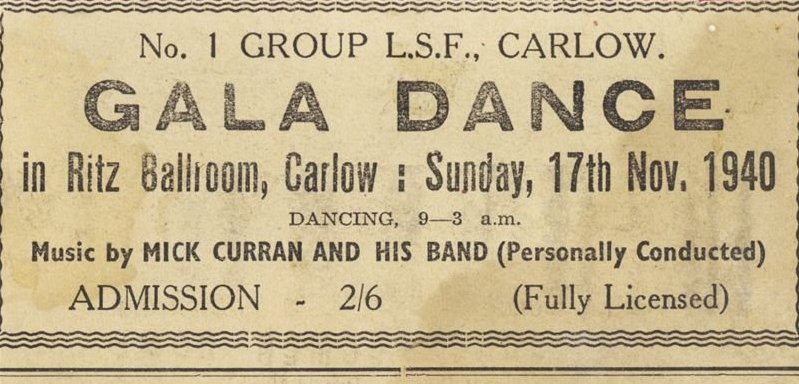 No. 1 GROUP L.S.F., CARLOW.
GALA DANCE
in Ritz Ballroom, Carlow : Sunday, 17th Nov. 1940
DANCING, 9—3 a.m.
Music by MICK CURRAN AND HIS BAND (Personally Conducted)
ADMISSION - 2/6 (Fully Licensed)